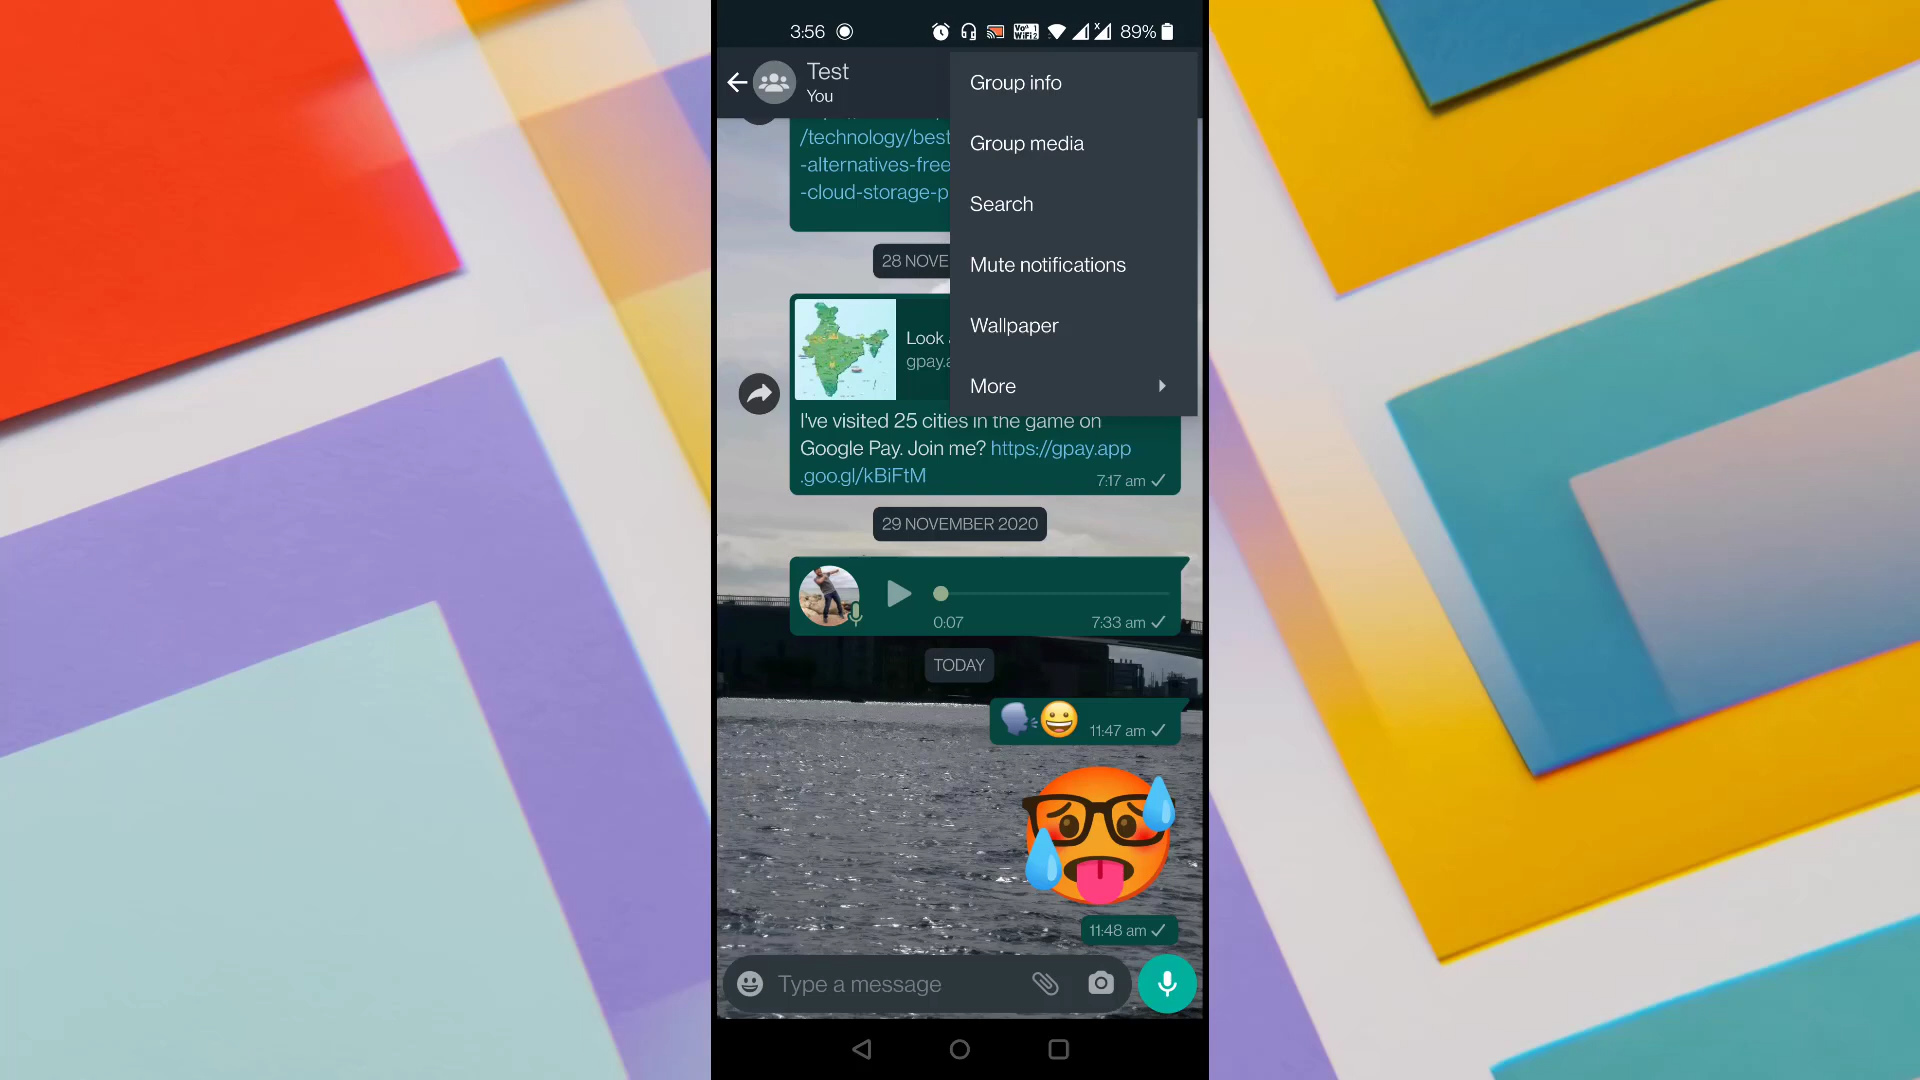 3:56
89%
Test
You
Group info
Group media
Search
Mute notifications
Wallpaper
More
/technology/best
-alternatives-free
-cloud-storage-p
28 NOVE
Look
gpay.a
I've visited 25 cities in the game on
Google Pay. Join me? https://gpay.app
.goo.gl/kBiFtM
7:17 am
29 NOVEMBER 2020
0:07
7:33 am
TODAY
11:47 am
11:48 am
Type a message